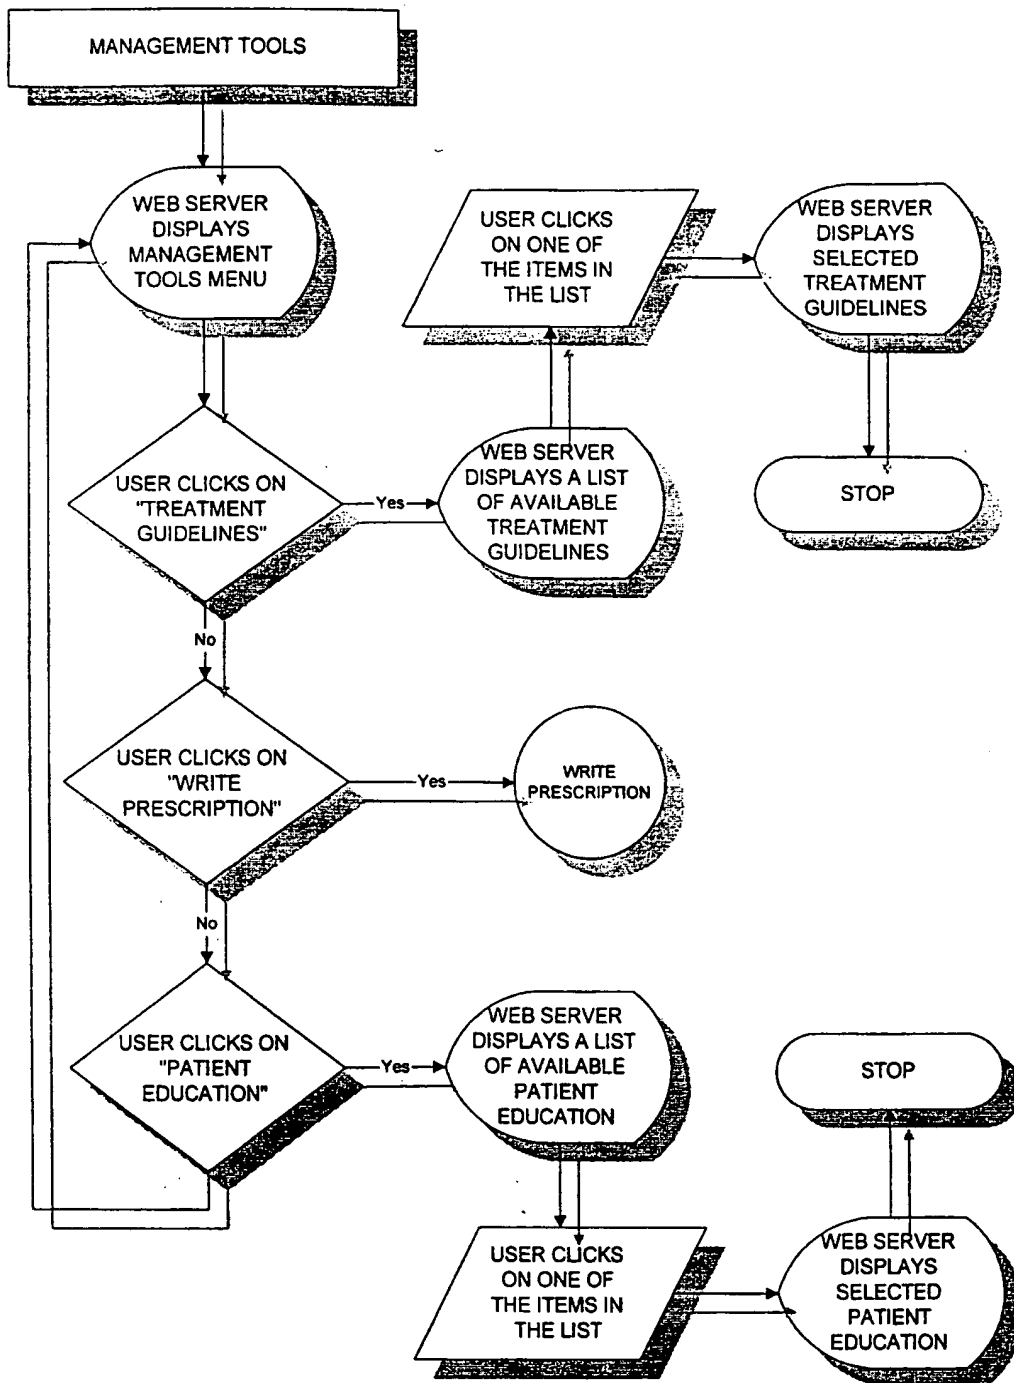 MANAGEMENT TOOLS
WEB SERVER
DISPLAYS
MANAGEMENT
TOOLS MENU
USER CLICKS
ON ONE OF
THE ITEMS IN
THE LIST
WEB SERVER
DISPLAYS
SELECTED
TREATMENT
GUIDELINES
USER CLICKS ON
"TREATMENT
GUIDELINES"
Yes
WEB SERVER
DISPLAYS A LIST
OF AVAILABLE
TREATMENT
GUIDELINES
STOP
No
USER CLICKS ON
"WRITE
PRESCRIPTION"
Yes
WRITE
PRESCRIPTION
No
USER CLICKS ON
"PATIENT
EDUCATION"
Yes
WEB SERVER
DISPLAYS A LIST
OF AVAILABLE
PATIENT
EDUCATION
STOP
USER CLICKS
ON ONE OF
THE ITEMS IN
THE LIST
WEB SERVER
DISPLAYS
SELECTED
PATIENT
EDUCATION